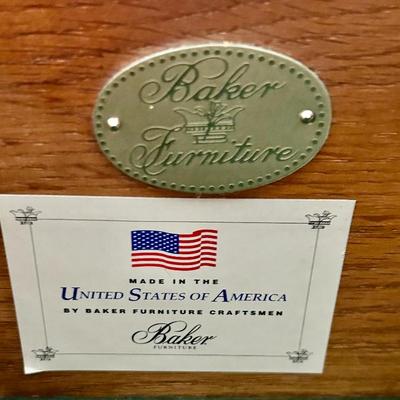 Baker
Furniture
MADE IN THE
UNITED STATES OF AMERICA
BY BAKER FURNITURE CRAFTSMEN
Baker
FURNITURE